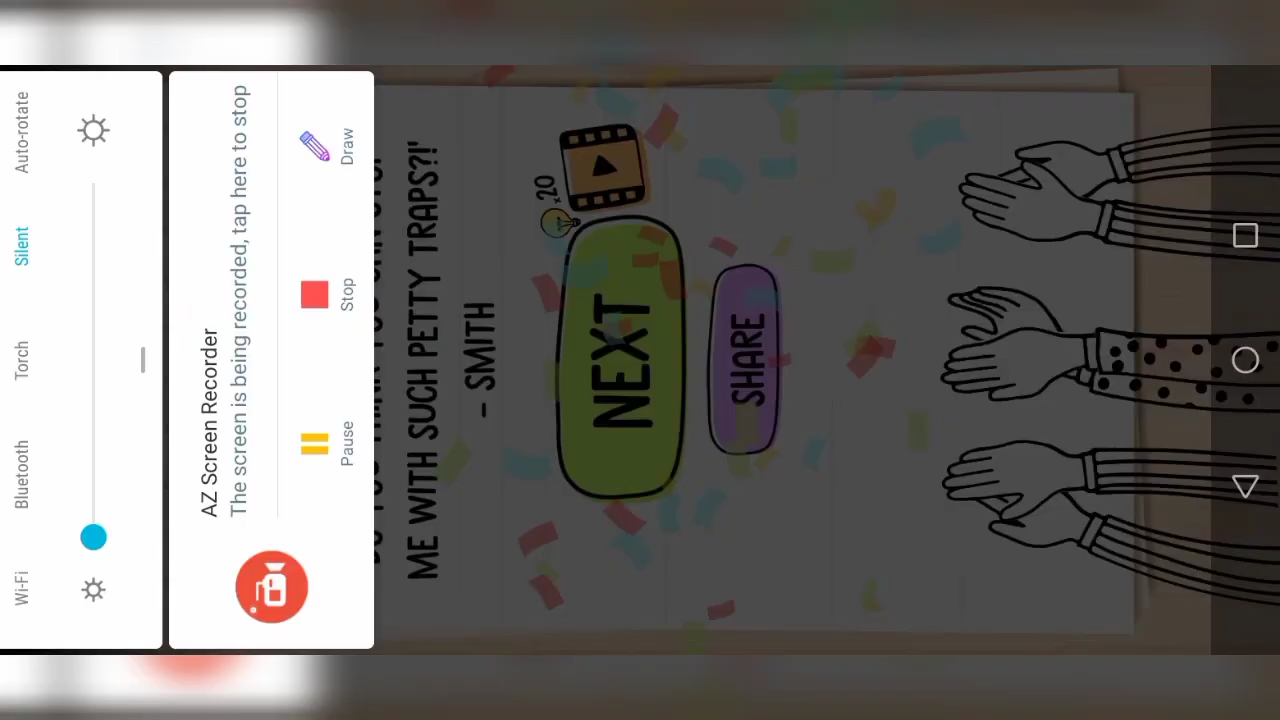 Wi-Fi
Bluetooth
Torch
Silent
Auto-rotate
AZ Screen Recorder
The screen is being recorded, tap here to stop
Pause
Stop
Draw
ME WITH SUCH PETTY TRAPS?!'
- SMITH
x20
NEXT
SHARE